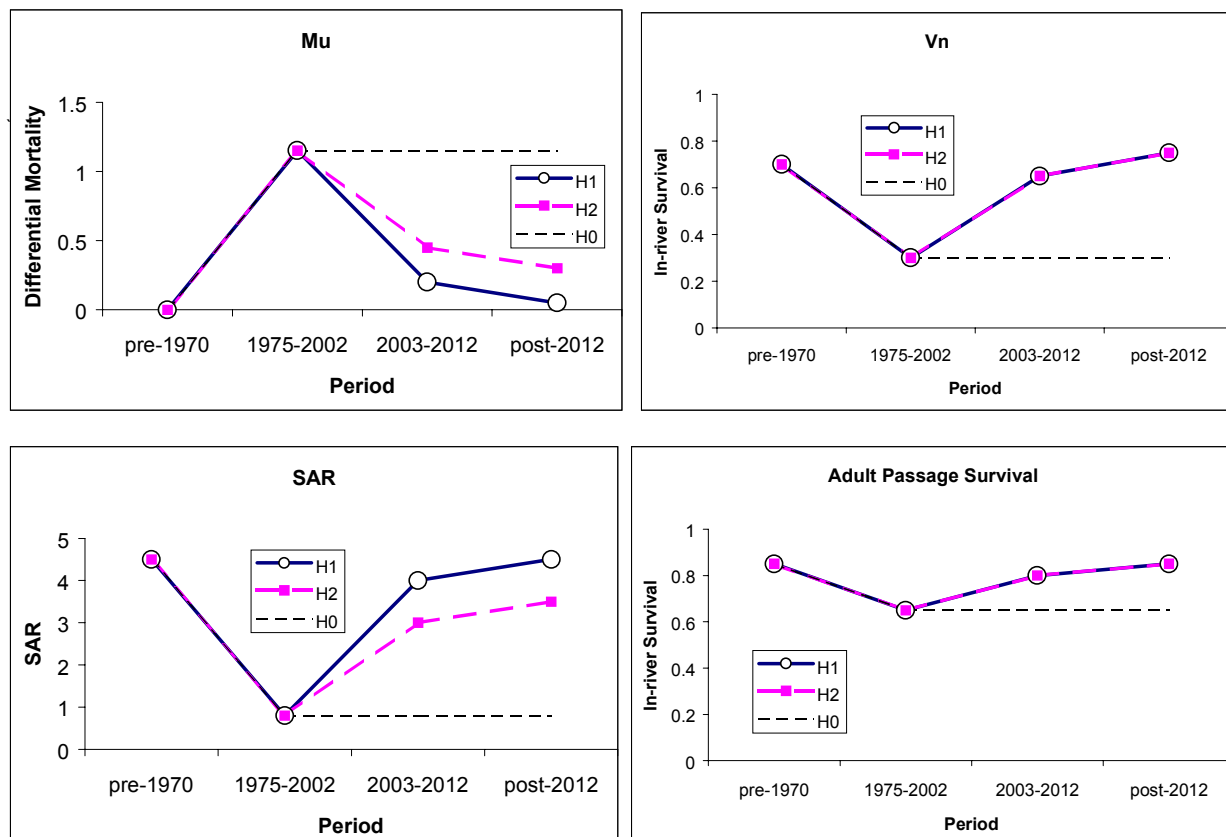 Mu
Differential Mortality
1.5
1
0.5
0
H1
H2
H0
pre-1970 1975-2002 2003-2012 post-2012
Period
Vn
In-river Survival
1
0.8
0.6
0.4
0.2
0
H1
H2
H0
pre-1970 1975-2002 2003-2012 post-2012
Period
SAR
SAR
5
4
3
2
1
0
H1
H2
H0
pre-1970 1975-2002 2003-2012 post-2012
Period
Adult Passage Survival
In-river Survival
1
0.8
0.6
0.4
0.2
0
H1
H2
H0
pre-1970 1975-2002 2003-2012 post-2012
Period